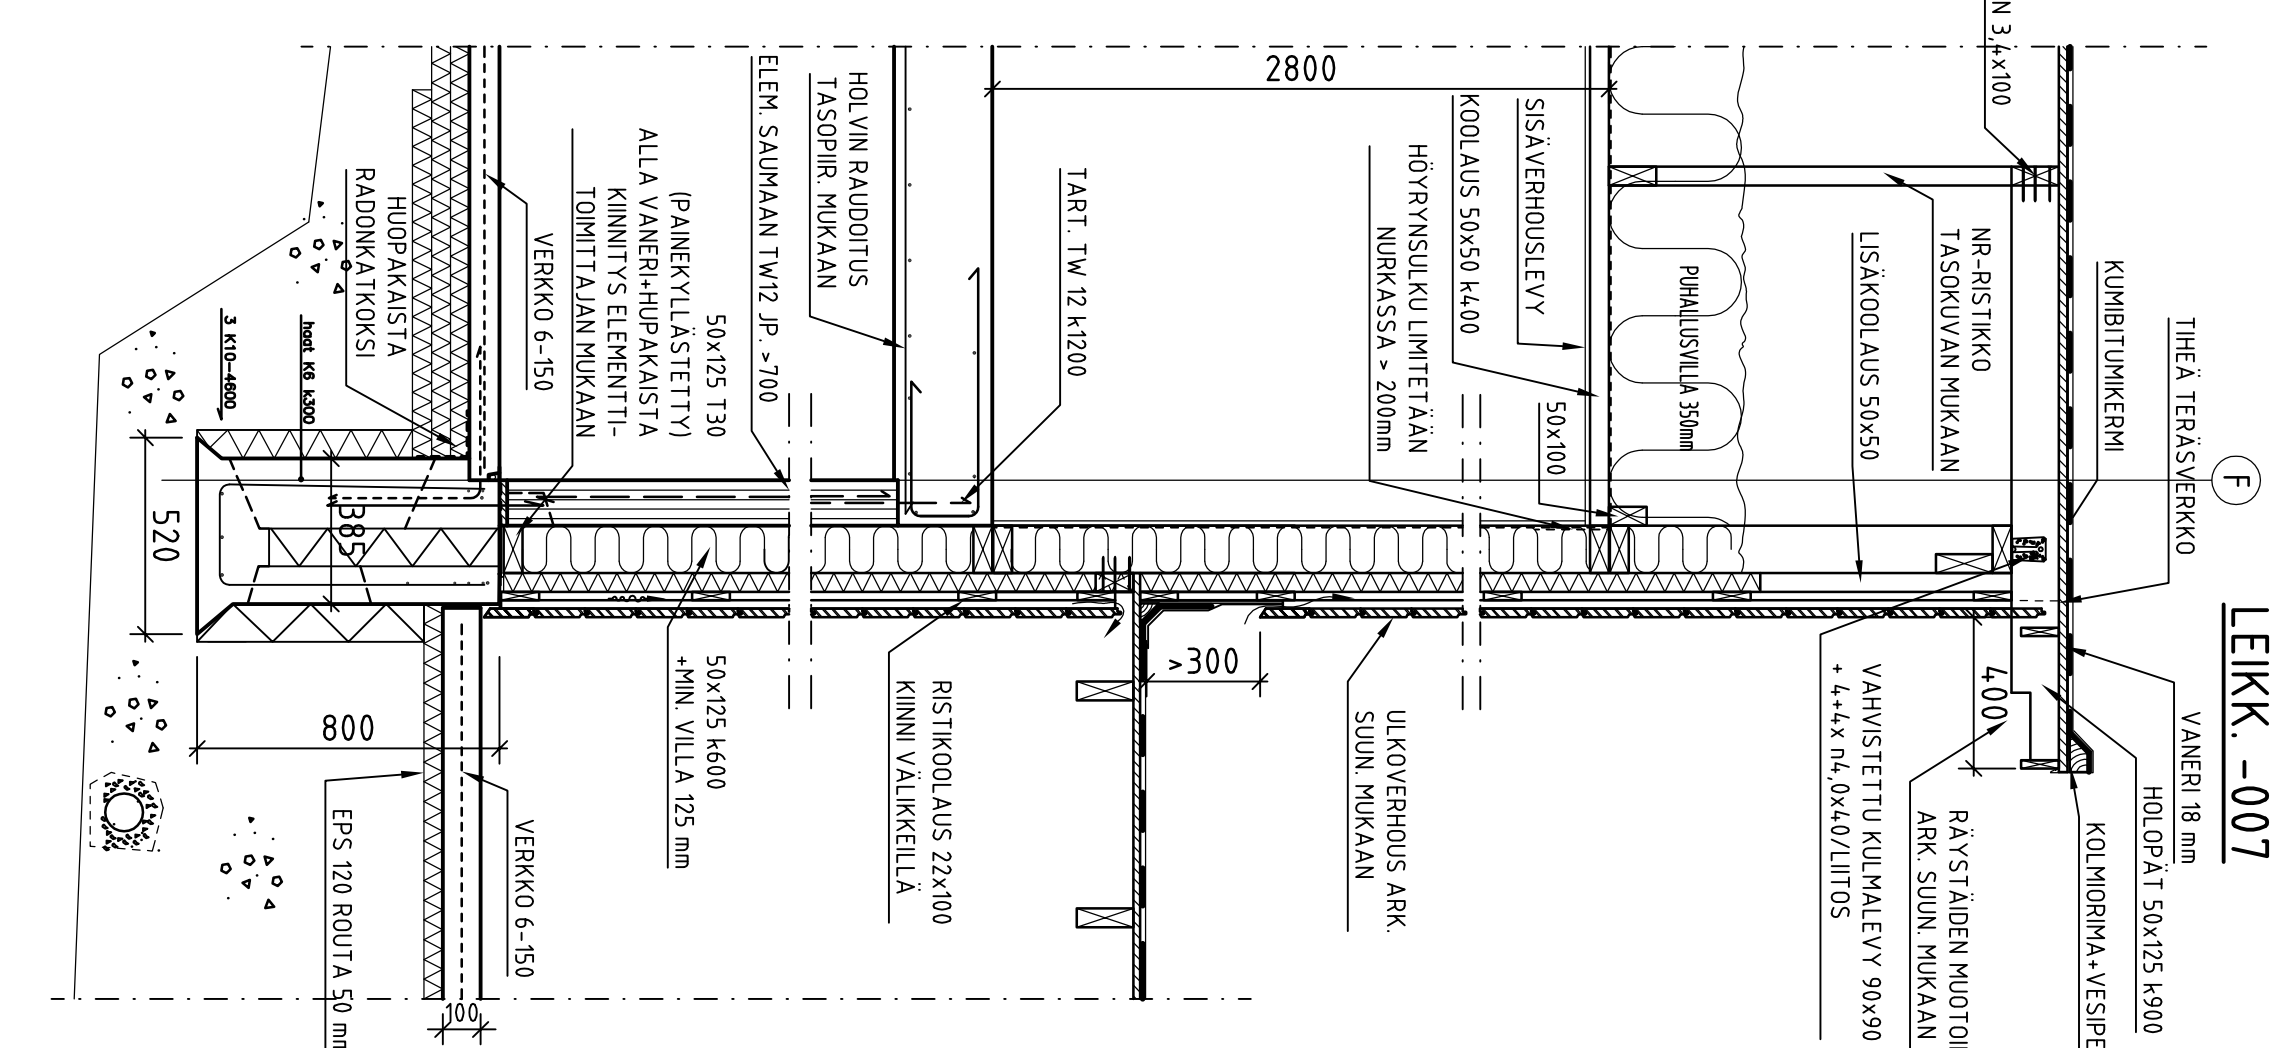 LEIKK. -007
F
TIHEÄ TERÄSVERKKO
VANERI 18 mm
HOLOPÄT 50x125 k900
KUMIBITUMIKERMI
KOLMIORIMA+VESIPE
N 3,4x100
400
NR-RISTIKKO
TASOKUVAN MUKAAN
RÄYSTÄIDEN MUOTOI
ARK. SUUN. MUKAAN
LISÄKOOLAUS 50x50
VAHVISTETTU KULMALEVY 90x90
+ 4+4x n4,0x40/LIITOS
PUHALLUSVILLA 350mm
50x100
SISÄVERHOUSLEVY
KOOLAUS 50x50 k400
HÖYRYNSULKU LIMITETÄÄN
NURKASSA > 200mm
ULKOVERHOUS ARK.
SUUN. MUKAAN
2800
>300
TART. TW 12 k1200
RISTIKOOLAUS 22x100
KIINNI VÄLIKKEILLÄ
HOLVIN RAUDOITUS
TASOPIIR. MUKAAN
ELEM. SAUMAAN TW12 JP. >700
50x125 T30
(PAINEKYLLÄSTETTY)
ALLA VANERI+HUPAKAISTA
KIINNITYS ELEMENTTI-
TOIMITTAJAN MUKAAN
50x125 k600
+MIN. VILLA 125 mm
VERKKO 6-150
VERKKO 6-150
HUOPAKAISTA
RADONKATKOKSI
EPS 120 ROUTA 50 mm
haat K6 k300
3 K10-4600
385
520
800
100